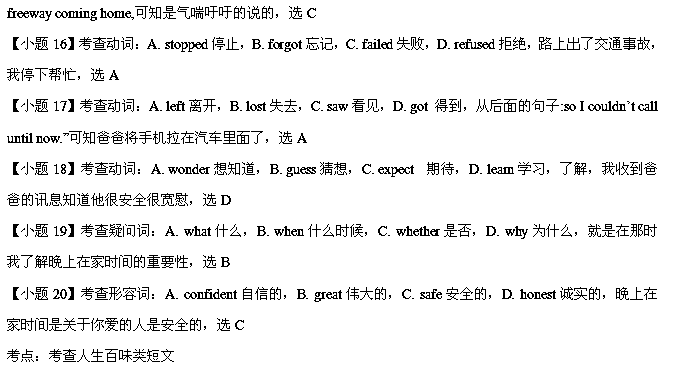 freeway coming home,可知是气喘吁吁的说的，选 C
【小题 16】考查动词：A. stopped 停止，B. forgot 忘记，C. failed 失败，D. refused 拒绝，路上出了交通事故，
我停下帮忙，选 A
【小题 17】考查动词：A. left 离开，B. lost 失去，C. saw 看见，D. got 得到，从后面的句子:so I couldn’t call
until now.”可知爸爸将手机拉在汽车里面了，选 A
【小题 18】考查动词：A. wonder 想知道，B. guess 猜想，C. expect 期待，D. learn 学习，了解，我收到爸
爸的讯息知道他很安全很宽慰，选 D
【小题 19】考查疑问词：A. what 什么，B. when 什么时候，C. whether 是否，D. why 为什么，就是在那时
我了解晚上在家时间的重要性，选 B
【小题 20】考查形容词：A. confident 自信的，B. great 伟大的，C. safe 安全的，D. honest 诚实的，晚上在
家时间是关于你爱的人是安全的，选 C
考点：考查人生百味类短文